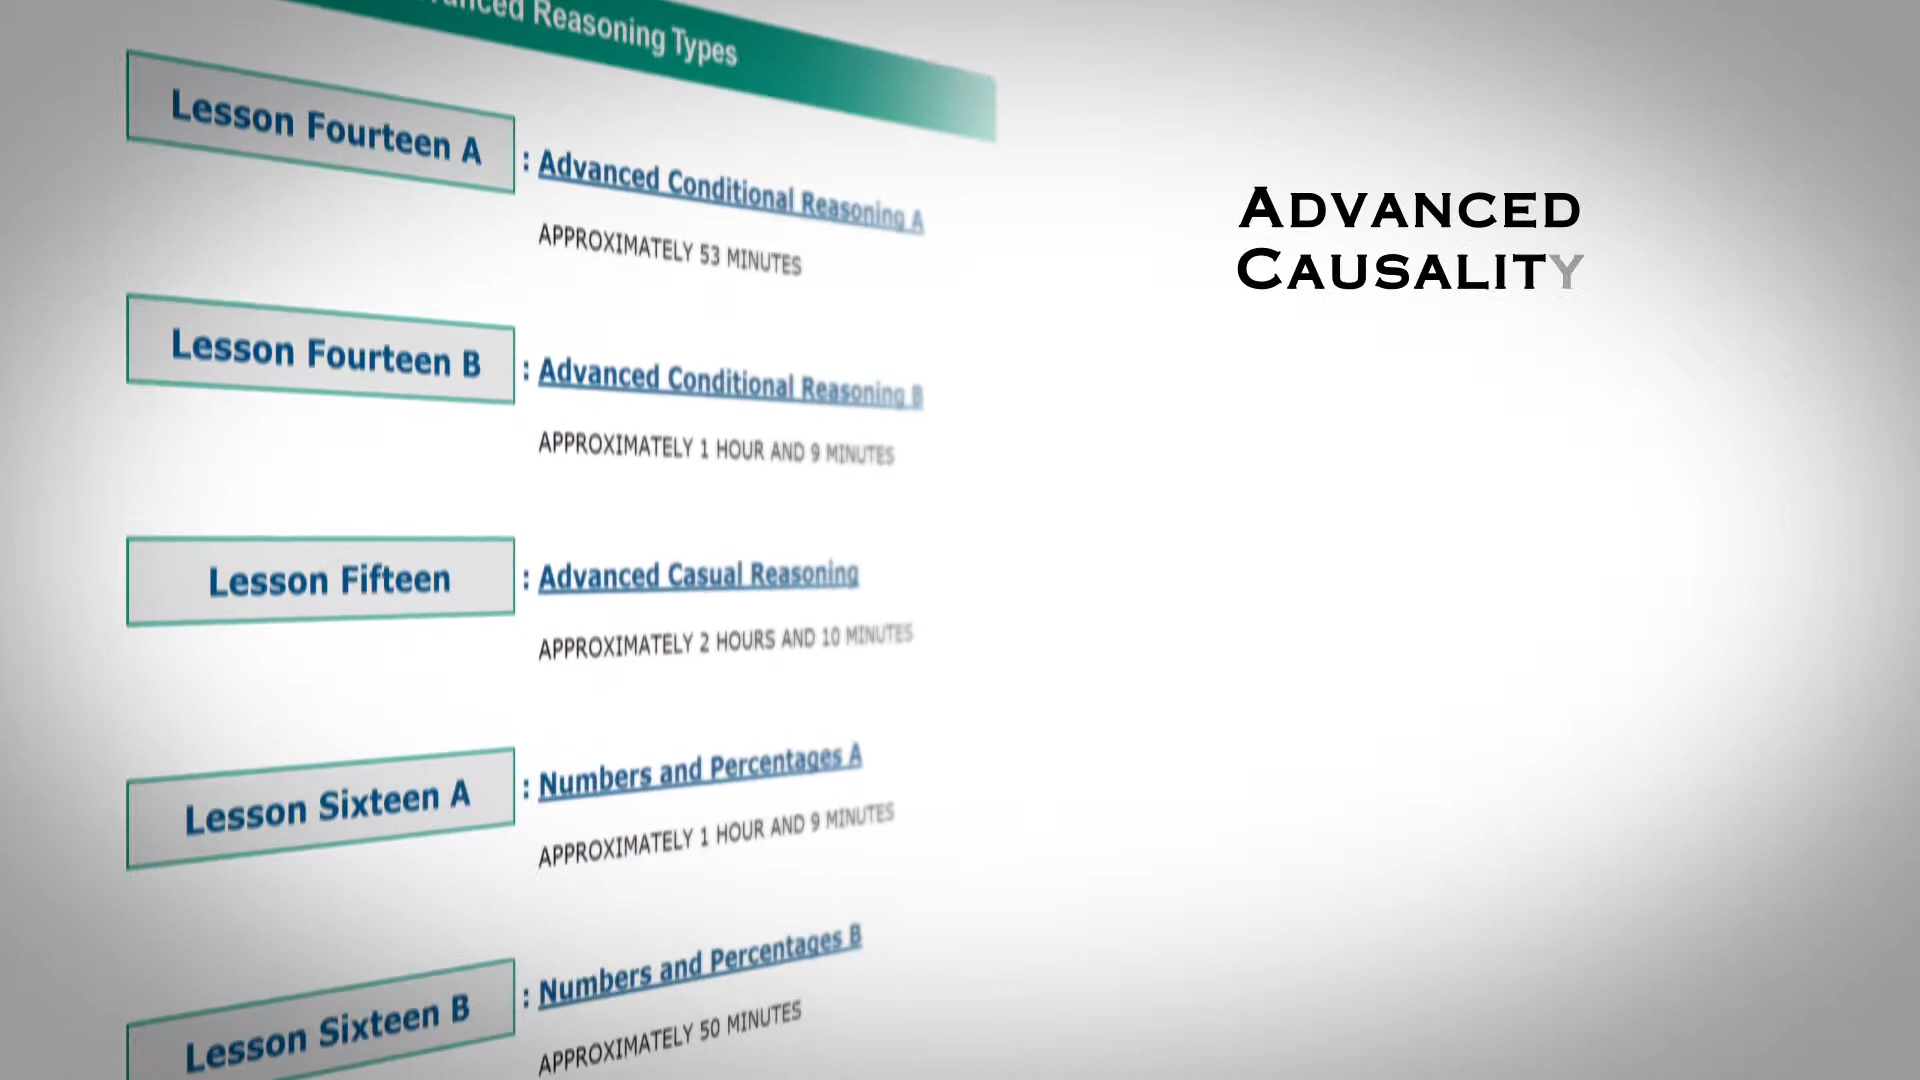 Reasoning Types
Lesson Fourteen A
: Advanced Conditional Reasoning A
APPROXIMATELY 53 MINUTES
Lesson Fourteen B
: Advanced Conditional Reasoning B
APPROXIMATELY 1 HOUR AND 9 MINUTES
Lesson Fifteen
: Advanced Casual Reasoning
APPROXIMATELY 2 HOURS AND 10 MINUTES
Lesson Sixteen A
: Numbers and Percentages A
APPROXIMATELY 1 HOUR AND 9 MINUTES
Lesson Sixteen B
: Numbers and Percentages B
APPROXIMATELY 50 MINUTES
ADVANCED
CAUSALITY